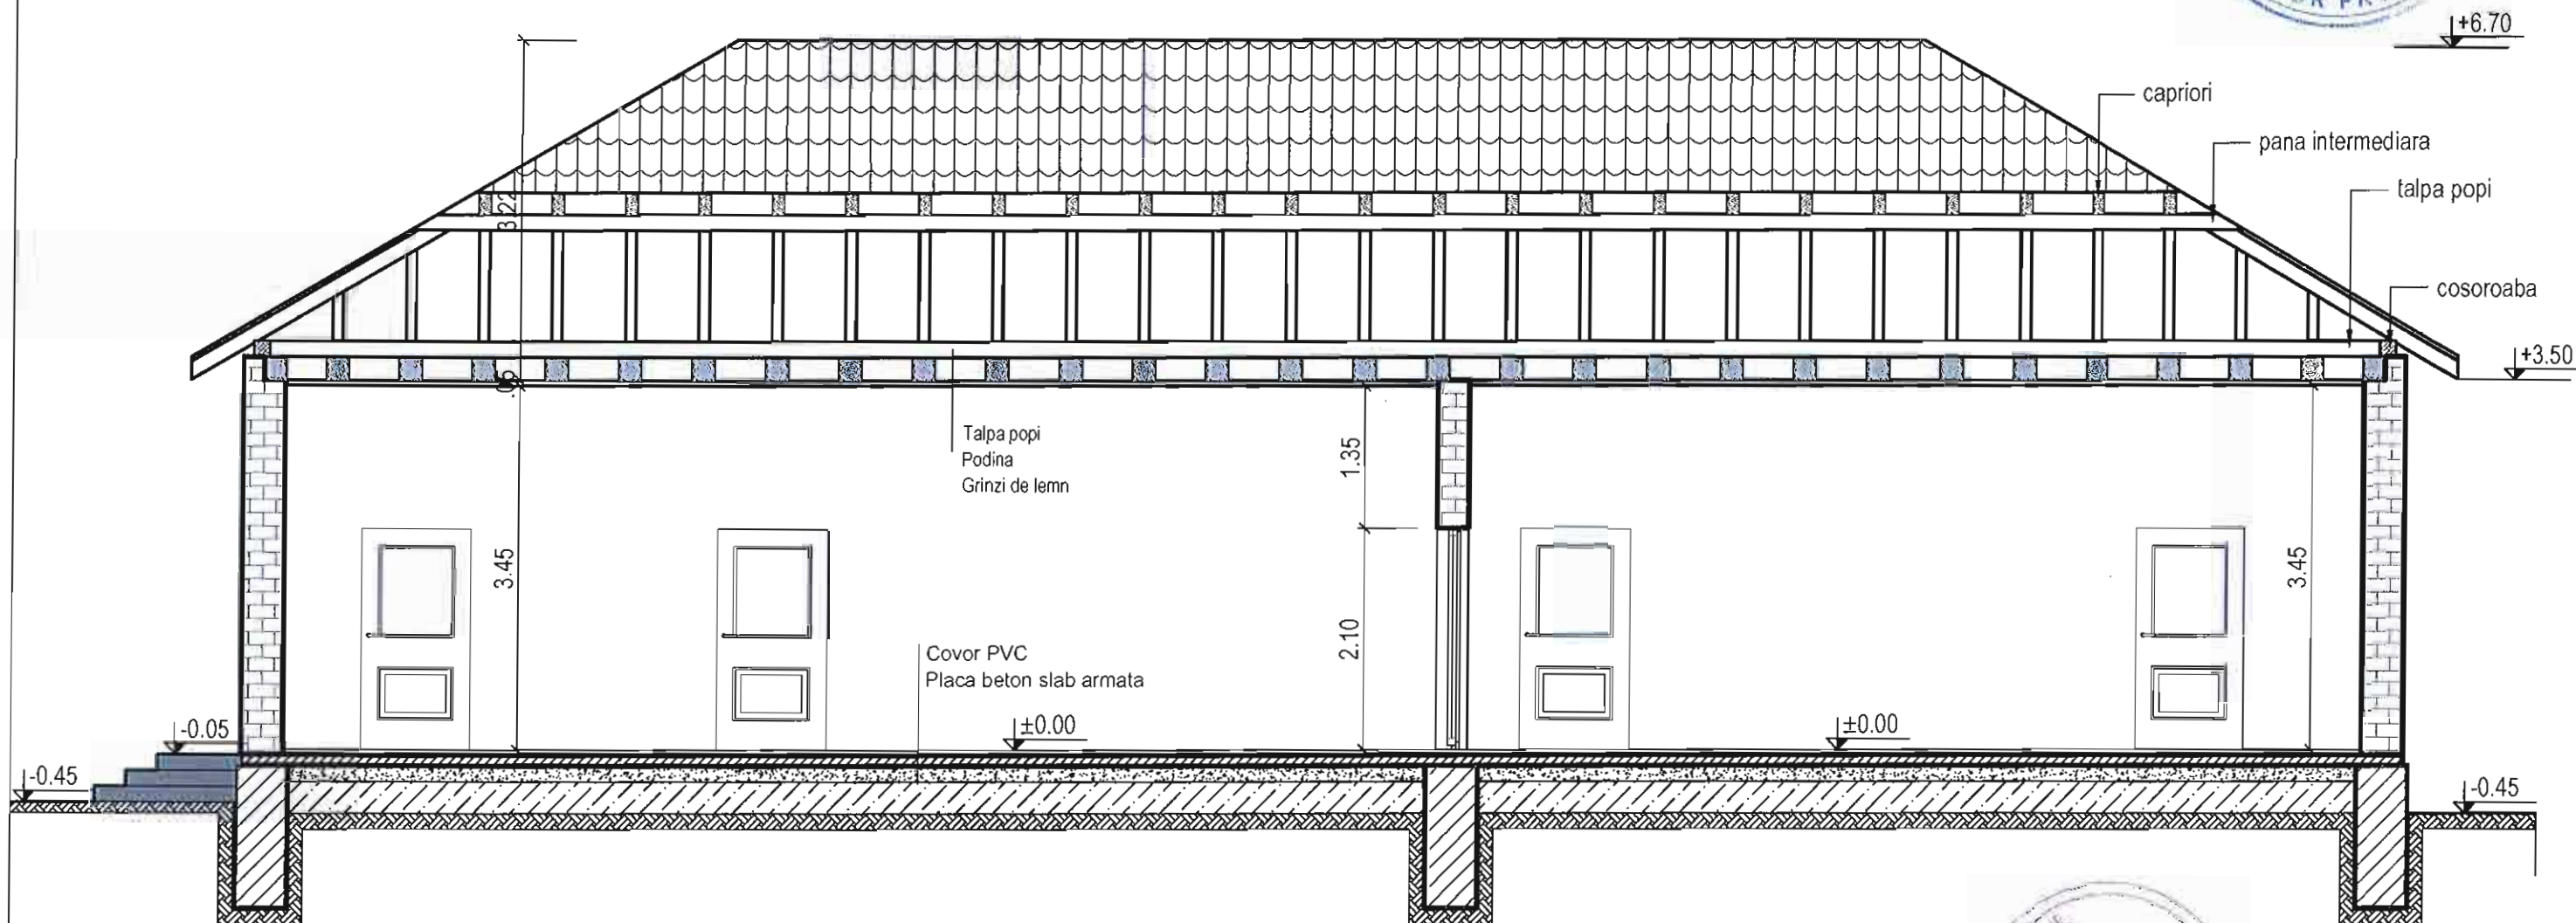 +6.70
capriori
pana intermediara
talpa popi
cosoroaba
+3.50
3.22
.05
Talpa popi
Podina
Grinzi de lemn
1.35
3.45
3.45
2.10
Covor PVC
Placa beton slab armata
-0.05
±0.00
±0.00
-0.45
-0.45